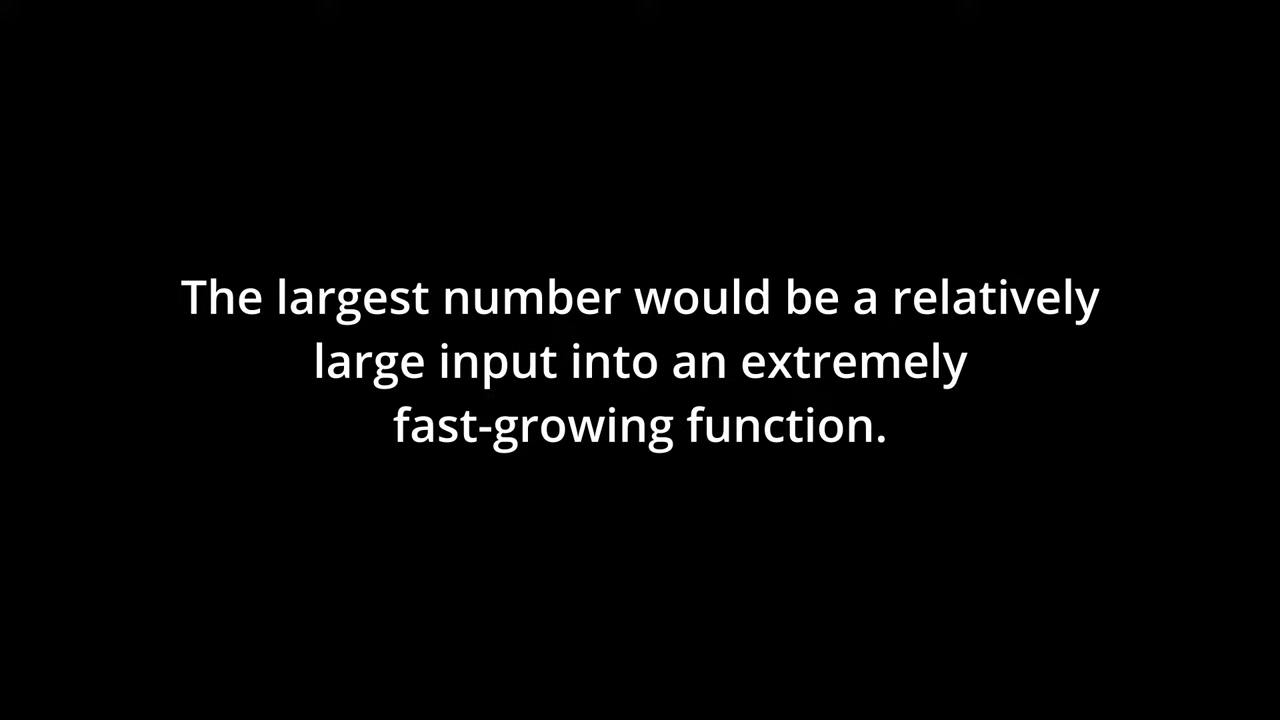 The largest number would be a relatively
large input into an extremely
fast-growing function.